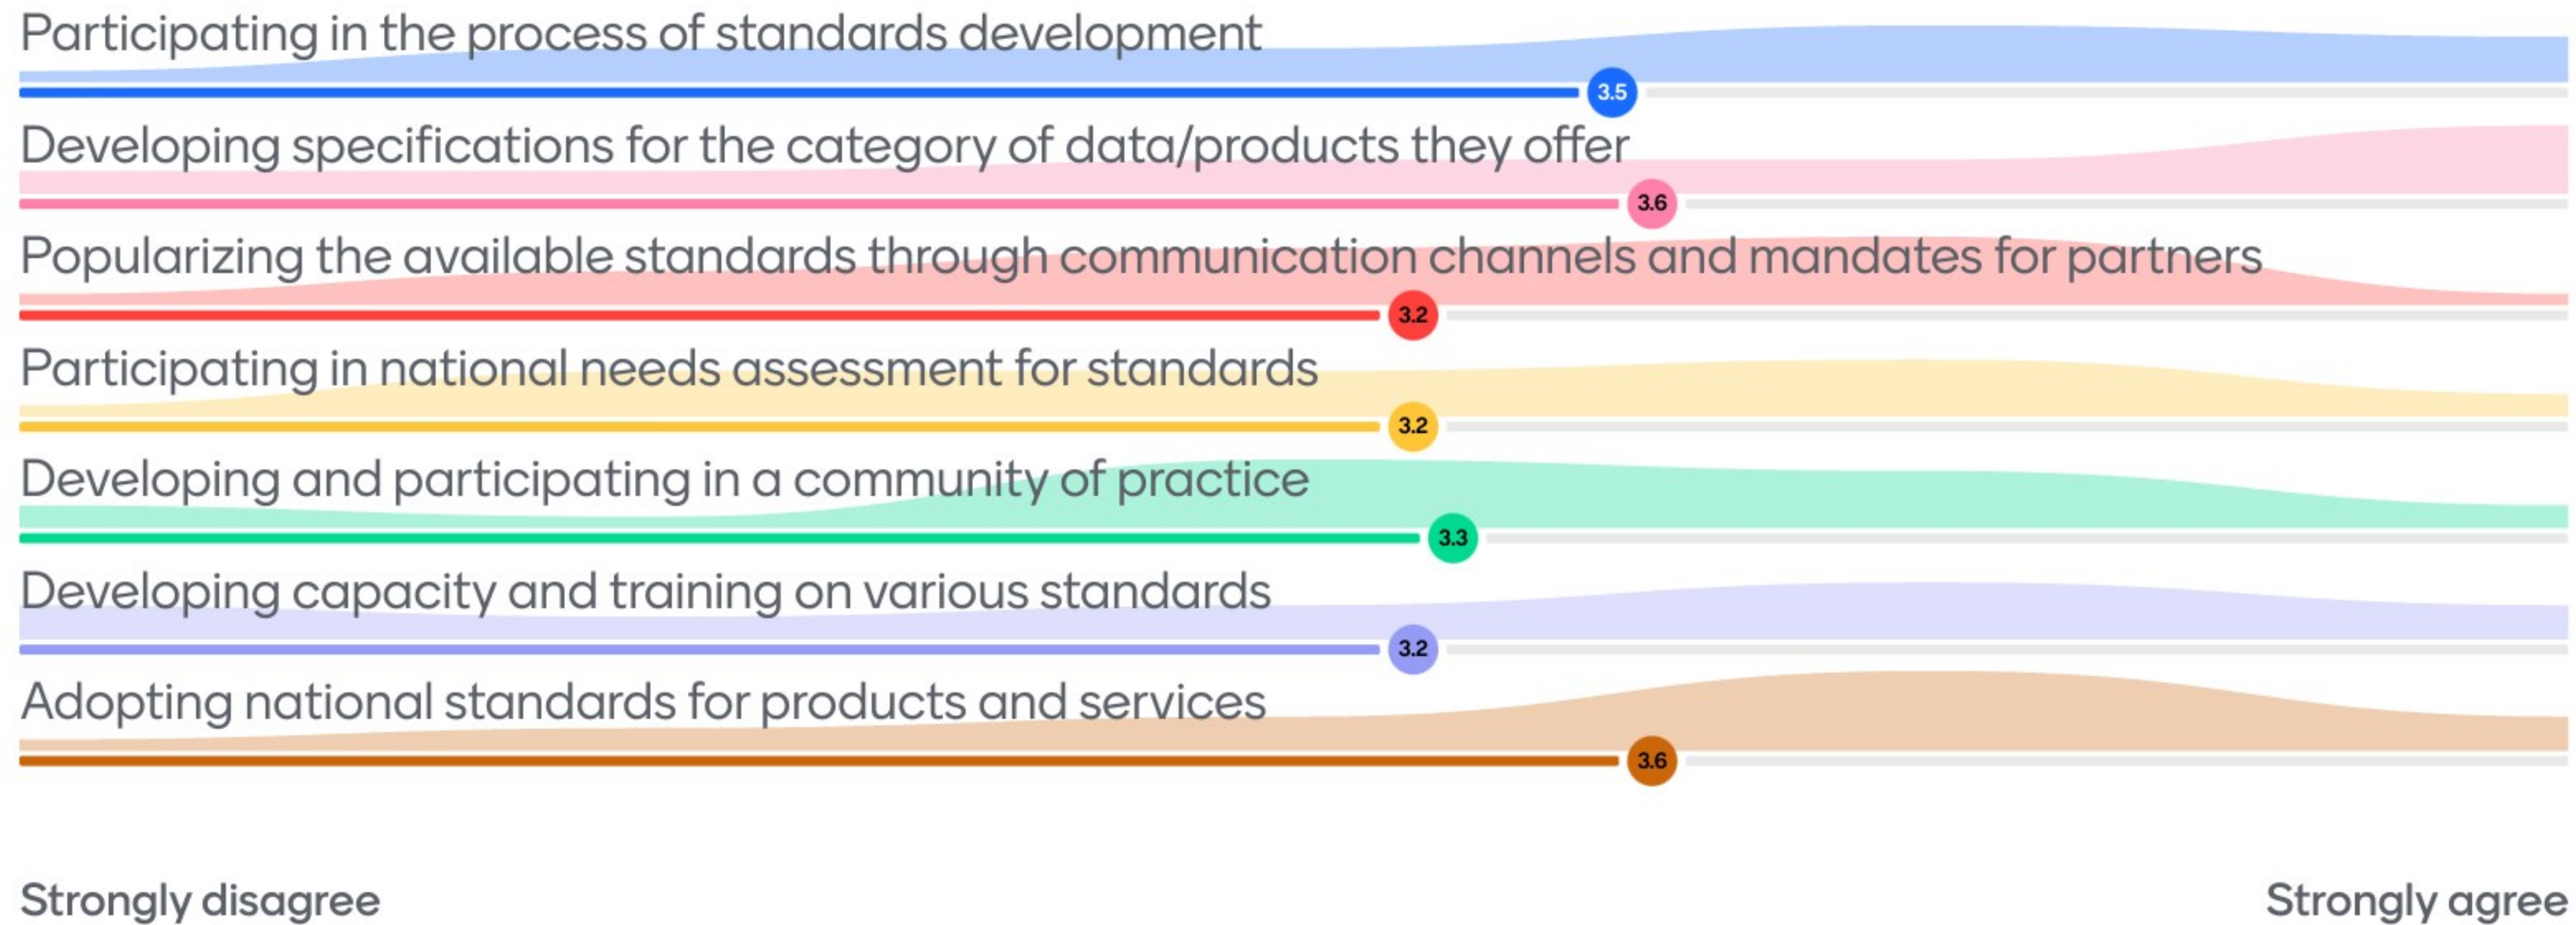 Participating in the process of standards development
3.5
Developing specifications for the category of data/products they offer
3.6
Popularizing the available standards through communication channels and mandates for partners
3.2
Participating in national needs assessment for standards
3.2
Developing and participating in a community of practice
3.3
Developing capacity and training on various standards
3.2
Adopting national standards for products and services
3.6
Strongly disagree Strongly agree